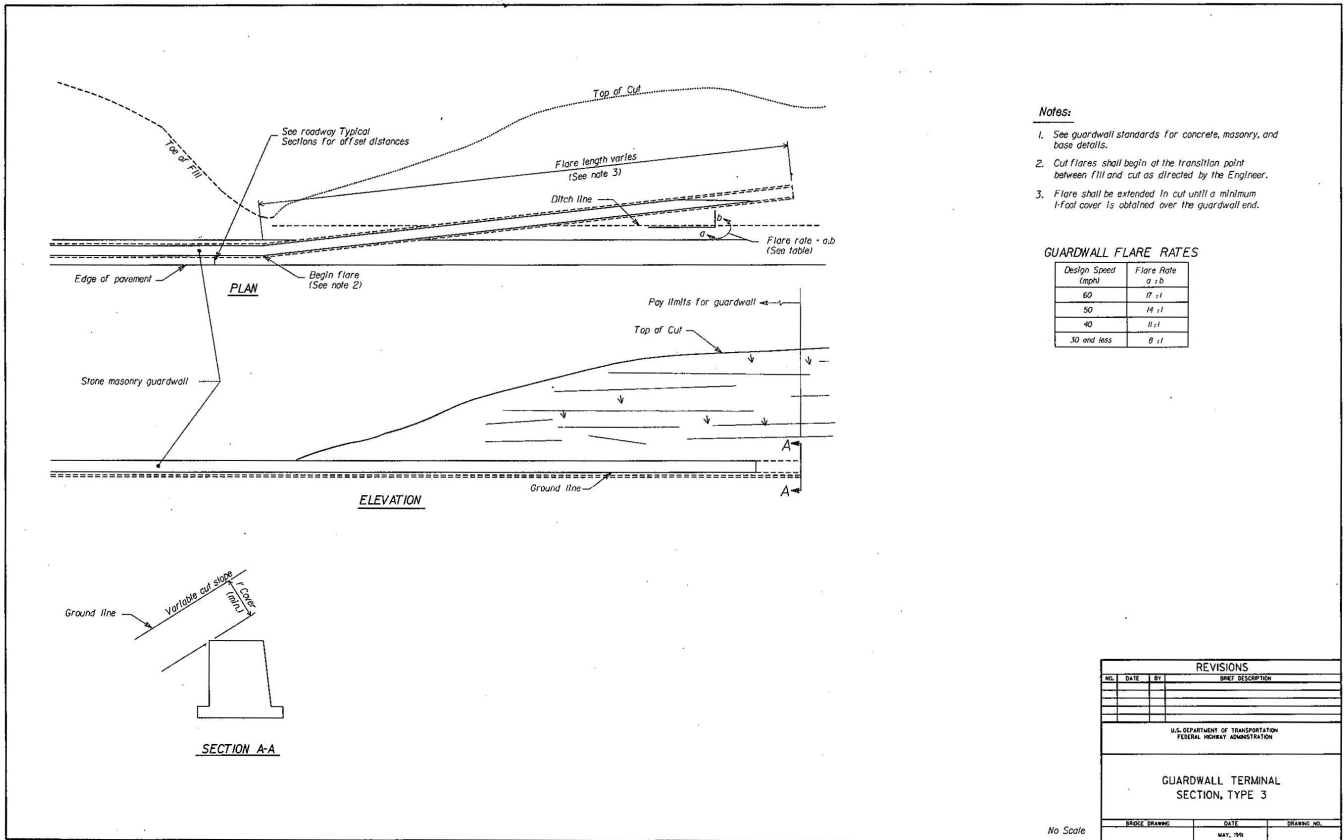 Top of Cut
Toe of Fill
See roadway Typical
Sections for offset distances
Flare length varies
(See note 3)
Ditch line
b
a
Flare rate - a:b
(See table)
Edge of pavement
PLAN
Begin flare
(See note 2)
Pay limits for guardwall
Top of Cut
Stone masonry guardwall
A
A
Ground line
ELEVATION
Ground line
Variable cut slope
1' Cover
(min.)
SECTION A-A
Notes:
1. See guardwall standards for concrete, masonry, and
base details.
2. Cut flares shall begin at the transition point
between fill and cut as directed by the Engineer.
3. Flare shall be extended in cut until a minimum
1-foot cover is obtained over the guardwall end.
GUARDWALL FLARE RATES
Design Speed Flare Rate
(mph) a : b
60 17 : 1
50 14 : 1
40 11 : 1
30 and less 8 : 1
REVISIONS
NO. DATE BY BRIEF DESCRIPTION
U.S. DEPARTMENT OF TRANSPORTATION
FEDERAL HIGHWAY ADMINISTRATION
GUARDWALL TERMINAL
SECTION, TYPE 3
BRIDGE DRAWING DATE DRAWING NO.
MAY, 1991
No Scale